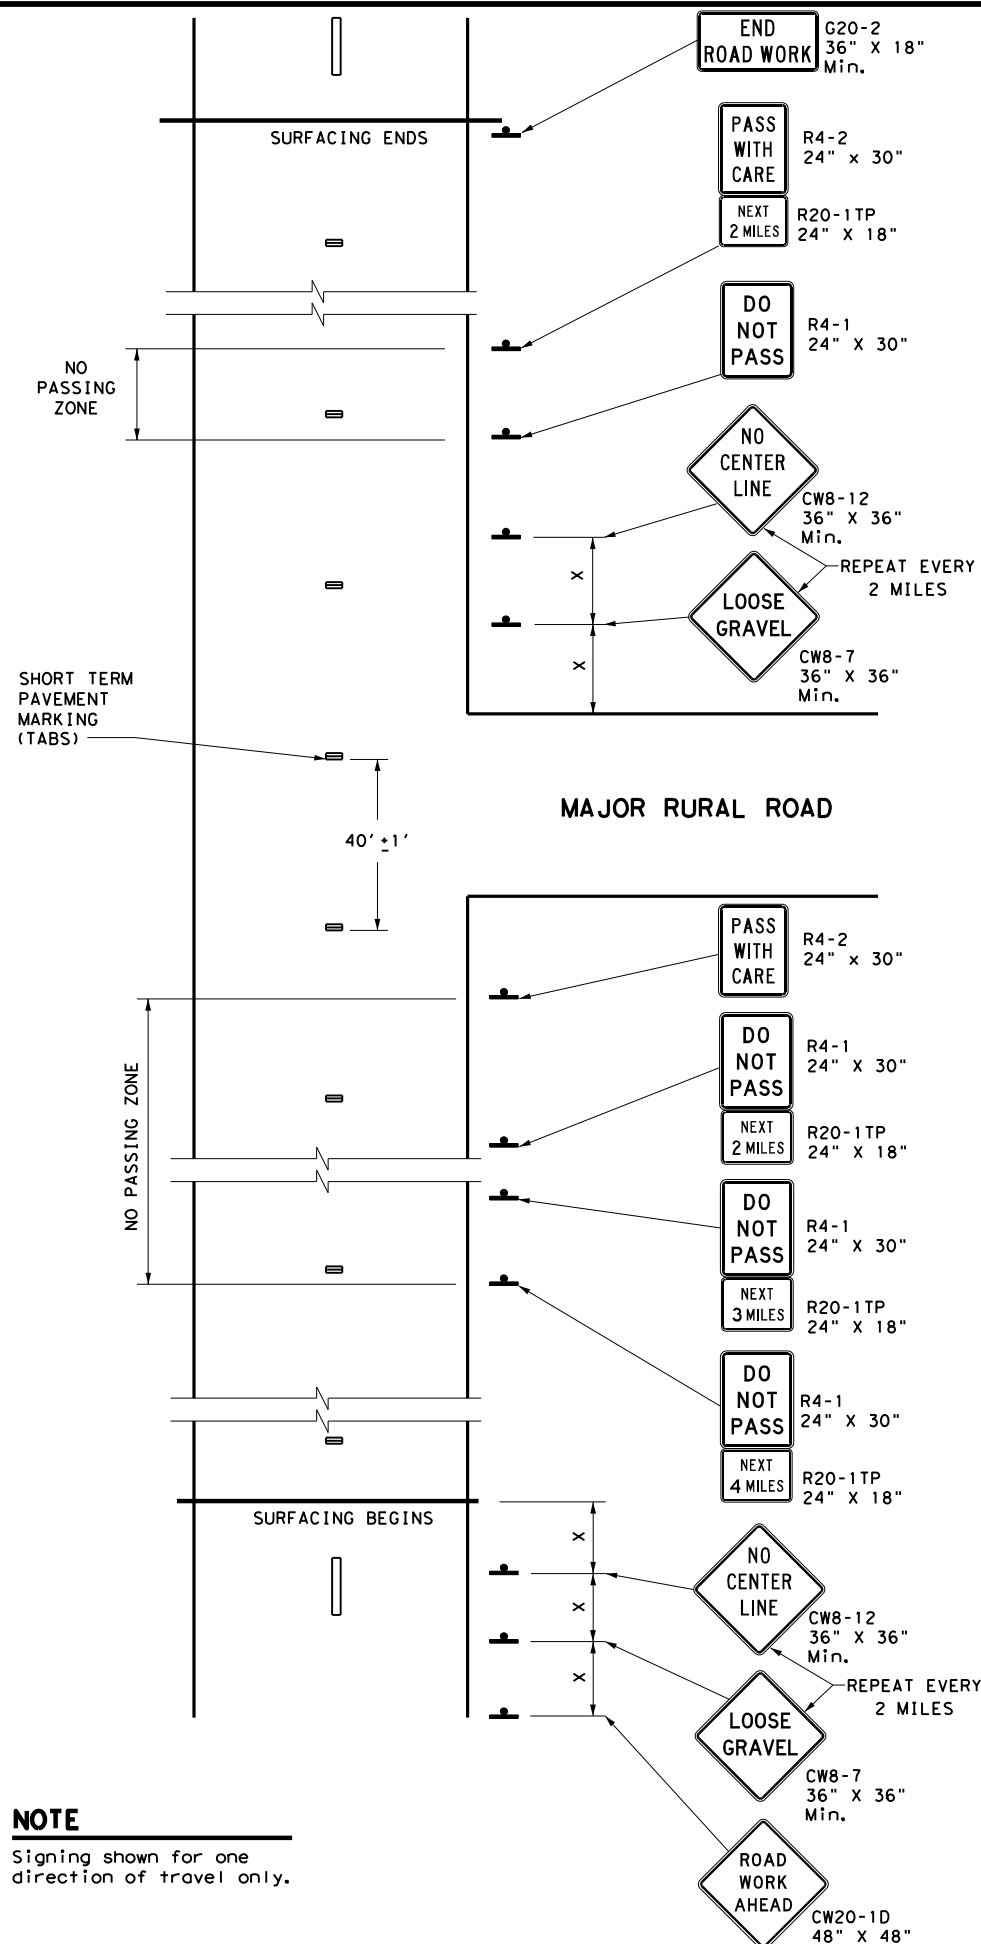 END
ROAD WORK
G20-2
36" X 18"
Min.
SURFACING ENDS
PASS
WITH
CARE
R4-2
24" x 30"
NEXT
2 MILES
R20-1TP
24" X 18"
DO
NOT
PASS
R4-1
24" X 30"
NO
PASSING
ZONE
NO
CENTER
LINE
CW8-12
36" X 36"
Min.
REPEAT EVERY
2 MILES
X
LOOSE
GRAVEL
CW8-7
36" X 36"
Min.
X
SHORT TERM
PAVEMENT
MARKING
(TABS)
MAJOR RURAL ROAD
40' ±1'
PASS
WITH
CARE
R4-2
24" x 30"
NO PASSING ZONE
DO
NOT
PASS
R4-1
24" X 30"
NEXT
2 MILES
R20-1TP
24" X 18"
DO
NOT
PASS
R4-1
24" X 30"
NEXT
3 MILES
R20-1TP
24" X 18"
DO
NOT
PASS
R4-1
24" X 30"
NEXT
4 MILES
R20-1TP
24" X 18"
SURFACING BEGINS
X
NO
CENTER
LINE
CW8-12
36" X 36"
Min.
X
REPEAT EVERY
2 MILES
X
LOOSE
GRAVEL
CW8-7
36" X 36"
Min.
NOTE
Signing shown for one
direction of travel only.
ROAD
WORK
AHEAD
CW20-1D
48" X 48"